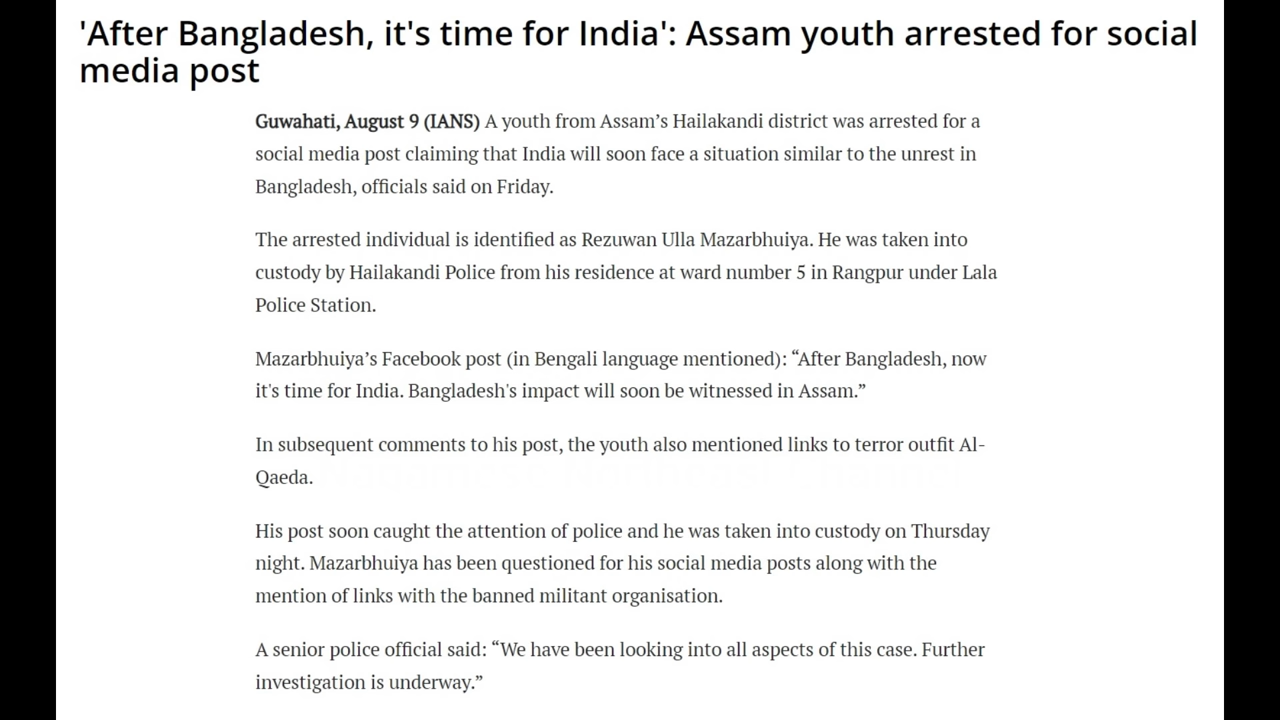 'After Bangladesh, it's time for India': Assam youth arrested for social
media post
Guwahati, August 9 (IANS) A youth from Assam’s Hailakandi district was arrested for a
social media post claiming that India will soon face a situation similar to the unrest in
Bangladesh, officials said on Friday.
The arrested individual is identified as Rezuwan Ulla Mazarbhuiya. He was taken into
custody by Hailakandi Police from his residence at ward number 5 in Rangpur under Lala
Police Station.
Mazarbhuiya’s Facebook post (in Bengali language mentioned): “After Bangladesh, now
it's time for India. Bangladesh's impact will soon be witnessed in Assam.”
In subsequent comments to his post, the youth also mentioned links to terror outfit Al-
Qaeda.
His post soon caught the attention of police and he was taken into custody on Thursday
night. Mazarbhuiya has been questioned for his social media posts along with the
mention of links with the banned militant organisation.
A senior police official said: “We have been looking into all aspects of this case. Further
investigation is underway.”